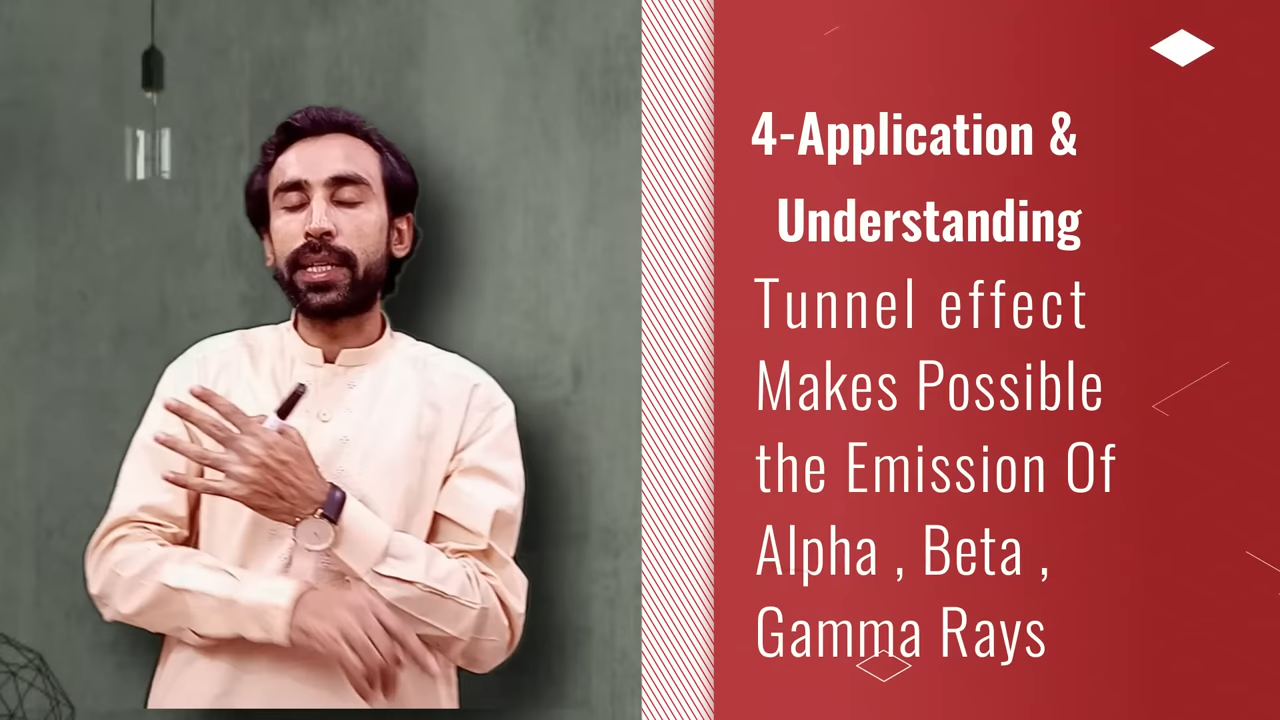 4-Application &
Understanding
Tunnel effect
Makes Possible
the Emission Of
Alpha , Beta ,
Gamma Rays